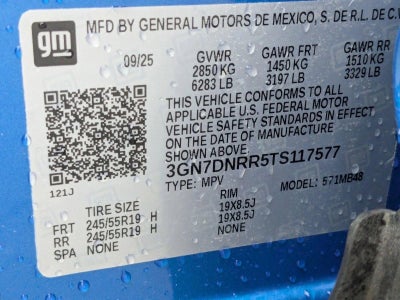 gm
MFD BY GENERAL MOTORS DE MEXICO, S. DE R.L. DE C.V
09/25 GVWR GAWR FRT GAWR RR
2850 KG 1450 KG 1510 KG
6283 LB 3197 LB 3329 LB
THIS VEHICLE CONFORMS TO ALL
APPLICABLE U.S. FEDERAL MOTOR
VEHICLE SAFETY STANDARDS IN EFFECT
ON THE DATE OF MANUFACTURE
SHOWN ABOVE.
3GN7DNRR5TS117577
TYPE: MPV MODEL: 571MB48
121J
TIRE SIZE RIM
FRT 245/55R19 H 19X8.5J
RR 245/55R19 H 19X8.5J
SPA NONE NONE